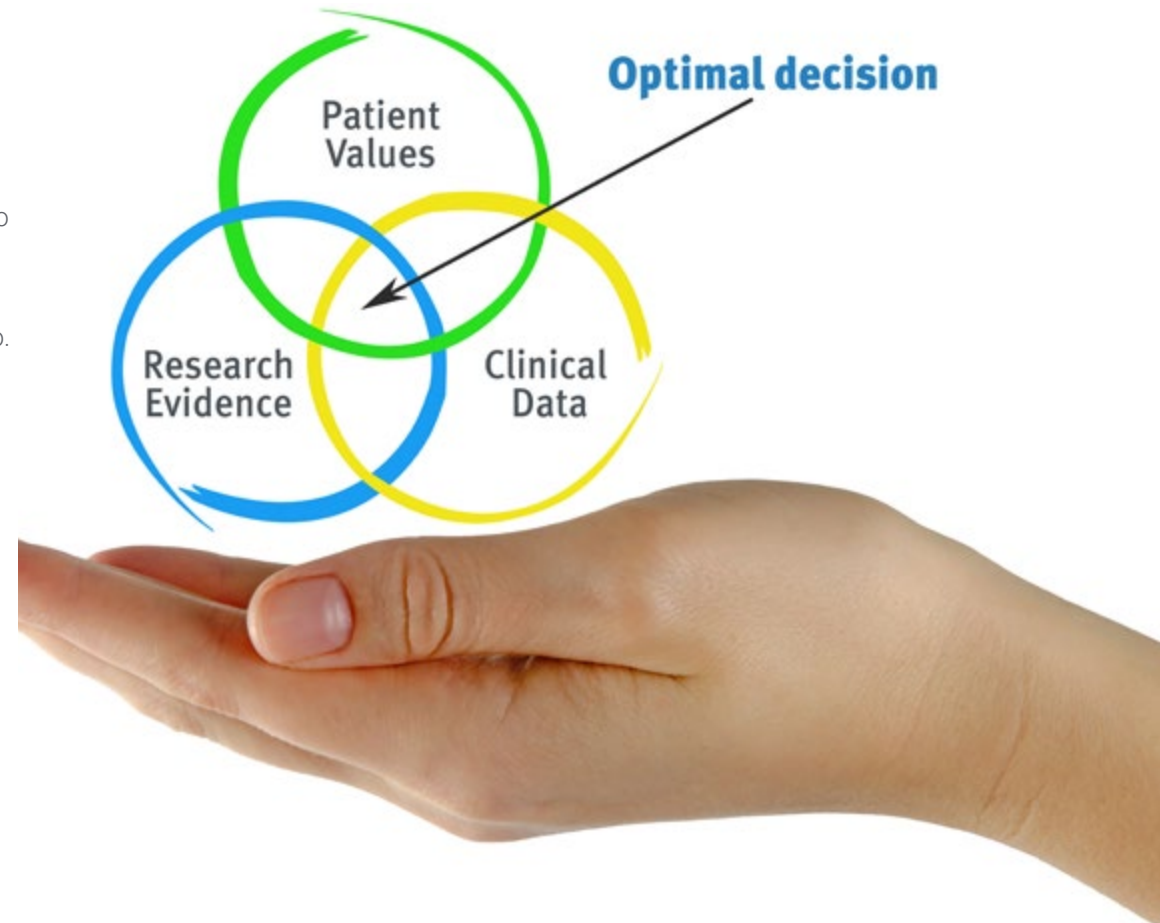 Optimal decision
Patient
Values
o
o.
Research
Evidence
Clinical
Data